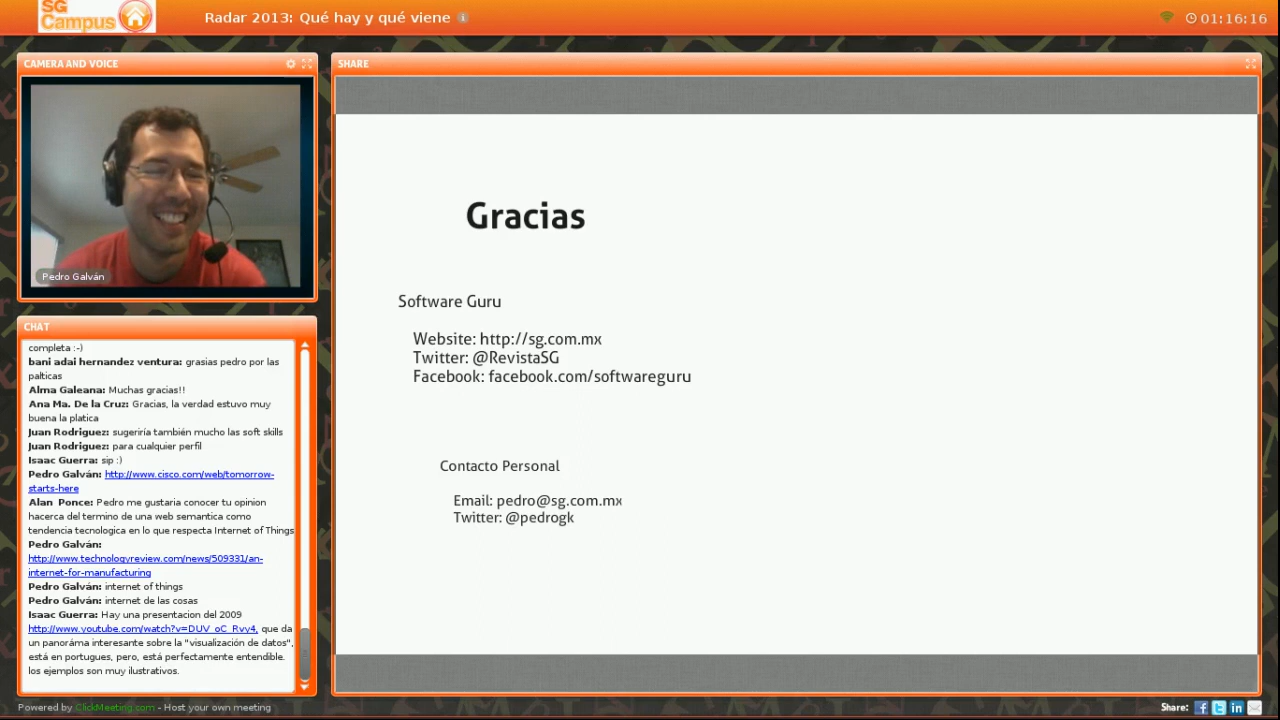 SG
Campus
Radar 2013: Qué hay y qué viene
01:16:16
CAMERA AND VOICE
Pedro Galván
SHARE
Gracias
Software Guru
Website: http://sg.com.mx
Twitter: @RevistaSG
Facebook: facebook.com/softwareguru
Contacto Personal
Email: pedro@sg.com.mx
Twitter: @pedrogk
CHAT
completa :-)
bani adai hernandez ventura: grasias pedro por las
palticas
Alma Galeana: Muchas gracias!!
Ana Ma. De la Cruz: Gracias, la verdad estuvo muy
buena la platica
Juan Rodriguez: sugeriría también mucho las soft skills
Juan Rodriguez: para cualquier perfil
Isaac Guerra: sip :)
Pedro Galván: http://www.cisco.com/web/tomorrow-
starts-here
Alan Ponce: Pedro me gustaria conocer tu opinion
hacerca del termino de una web semantica como
tendencia tecnologica en lo que respecta Internet of Things
Pedro Galván:
http://www.technologyreview.com/news/509331/an-
internet-for-manufacturing
Pedro Galván: internet of things
Pedro Galván: internet de las cosas
Isaac Guerra: Hay una presentacion del 2009
http://www.youtube.com/watch?v=DUV_oC_Rvy4, que da
un panoráma interesante sobre la "visualización de datos",
está en portugues, pero, está perfectamente entendible.
los ejemplos son muy ilustrativos.
Powered by ClickMeeting.com - Host your own meeting
Share: